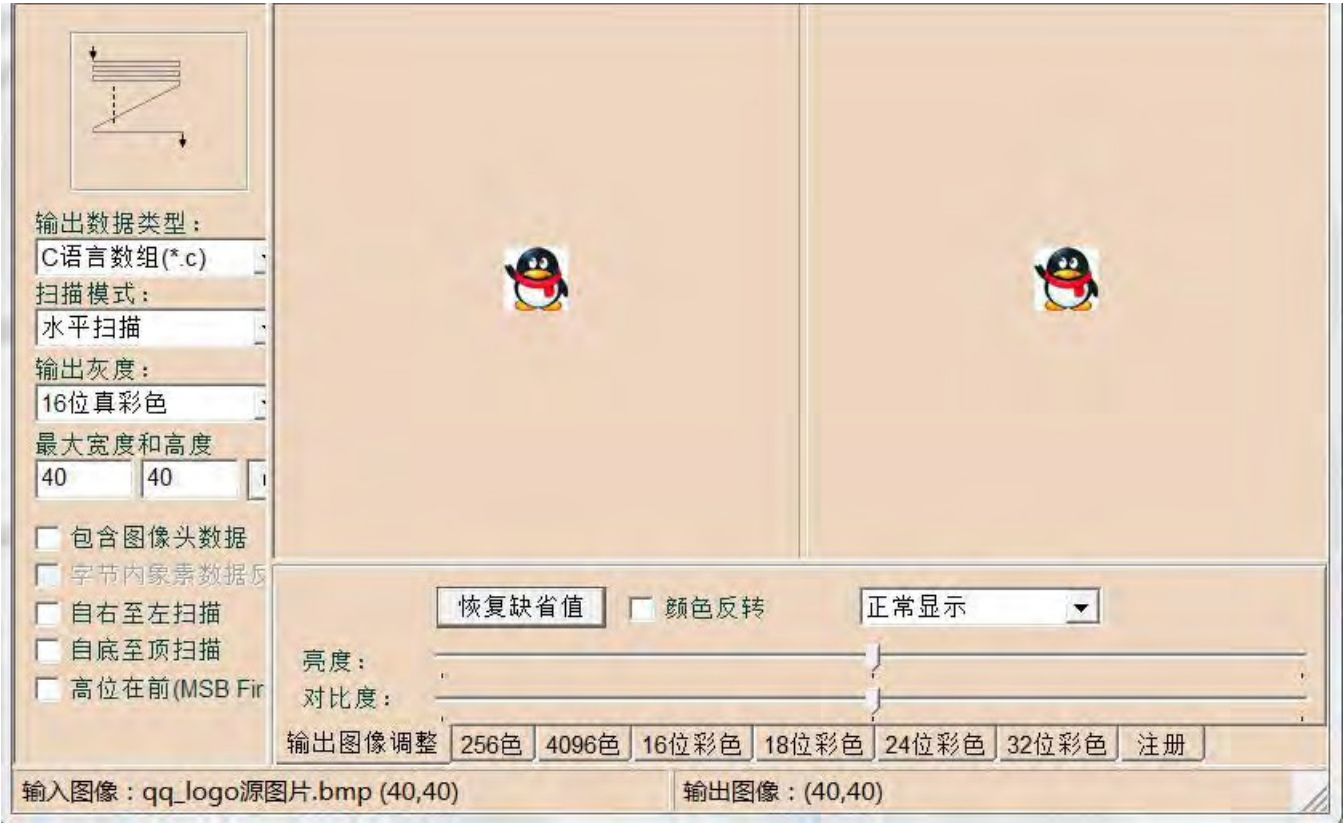 输出数据类型：
C语言数组(*.c)
扫描模式：
水平扫描
输出灰度：
16位真彩色
最大宽度和高度
40 40
包含图像头数据
字节内象素数据反
自右至左扫描
自底至顶扫描
高位在前(MSB Fir
恢复缺省值 颜色反转 正常显示
亮度：
对比度：
输出图像调整 256色 4096色 16位彩色 18位彩色 24位彩色 32位彩色 注册
输入图像：qq_logo源图片.bmp (40,40) 输出图像：(40,40)